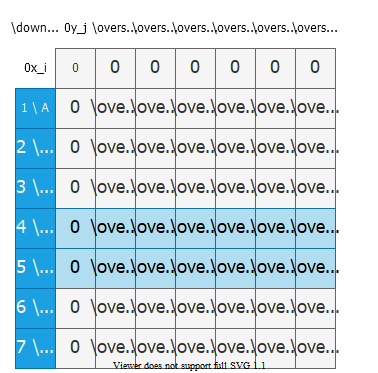 \down... 0y_j \overs... \overs... \overs... \overs... \overs... \overs...
0x_i 0 0 0 0 0 0 0
1 \ A 0 \ove... \ove... \ove... \ove... \ove... \ove...
2 \... 0 \ove... \ove... \ove... \ove... \ove... \ove...
3 \... 0 \ove... \ove... \ove... \ove... \ove... \ove...
4 \... 0 \ove... \ove... \ove... \ove... \ove... \ove...
5 \... 0 \ove... \ove... \ove... \ove... \ove... \ove...
6 \... 0 \ove... \ove... \ove... \ove... \ove... \ove...
7 \... 0 \ove... \ove... \ove... \ove... \ove... \ove...
Viewer does not support full SVG 1.1